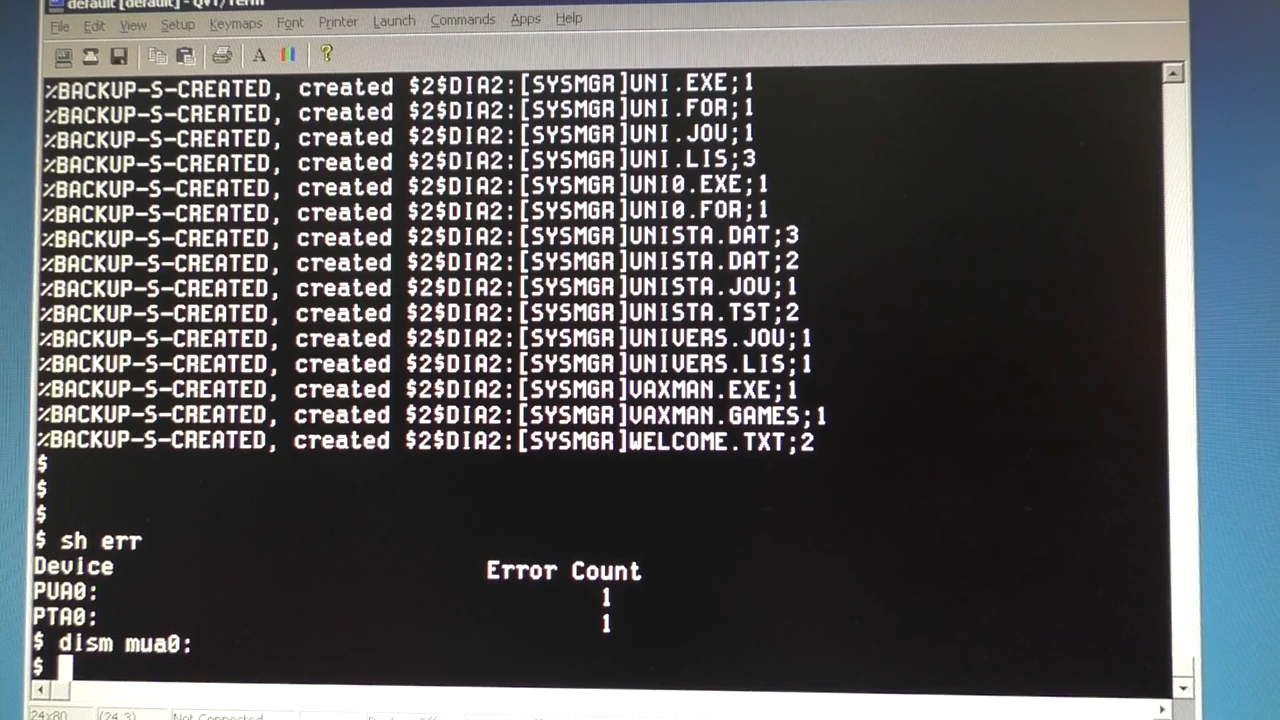 default [default] - QVT/Term
File Edit View Setup Keymaps Font Printer Launch Commands Apps Help
%BACKUP-S-CREATED, created $2$DIA2:[SYSMGR]UNI.EXE;1
%BACKUP-S-CREATED, created $2$DIA2:[SYSMGR]UNI.FOR;1
%BACKUP-S-CREATED, created $2$DIA2:[SYSMGR]UNI.JOU;1
%BACKUP-S-CREATED, created $2$DIA2:[SYSMGR]UNI.LIS;3
%BACKUP-S-CREATED, created $2$DIA2:[SYSMGR]UNI0.EXE;1
%BACKUP-S-CREATED, created $2$DIA2:[SYSMGR]UNI0.FOR;1
%BACKUP-S-CREATED, created $2$DIA2:[SYSMGR]UNISTA.DAT;3
%BACKUP-S-CREATED, created $2$DIA2:[SYSMGR]UNISTA.DAT;2
%BACKUP-S-CREATED, created $2$DIA2:[SYSMGR]UNISTA.JOU;1
%BACKUP-S-CREATED, created $2$DIA2:[SYSMGR]UNISTA.TST;2
%BACKUP-S-CREATED, created $2$DIA2:[SYSMGR]UNIVERS.JOU;1
%BACKUP-S-CREATED, created $2$DIA2:[SYSMGR]UNIVERS.LIS;1
%BACKUP-S-CREATED, created $2$DIA2:[SYSMGR]VAXMAN.EXE;1
%BACKUP-S-CREATED, created $2$DIA2:[SYSMGR]VAXMAN.GAMES;1
%BACKUP-S-CREATED, created $2$DIA2:[SYSMGR]WELCOME.TXT;2
$
$
$
$ sh err
Device Error Count
PUA0: 1
PTA0: 1
$ dism mua0:
$
24x80 (24,3) Not Connected